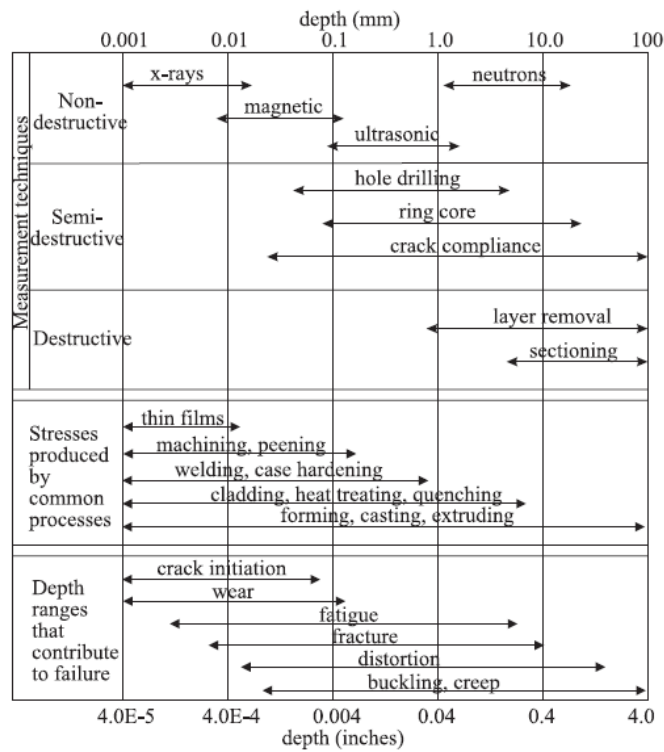 depth (mm)
0.001 0.01 0.1 1.0 10.0 100
Measurement techniques
Non-
destructive
x-rays
neutrons
magnetic
ultrasonic
Semi-
destructive
hole drilling
ring core
crack compliance
Destructive
layer removal
sectioning
Stresses
produced
by
common
processes
thin films
machining, peening
welding, case hardening
cladding, heat treating, quenching
forming, casting, extruding
Depth
ranges
that
contribute
to failure
crack initiation
wear
fatigue
fracture
distortion
buckling, creep
4.0E-5 4.0E-4 0.004 0.04 0.4 4.0
depth (inches)